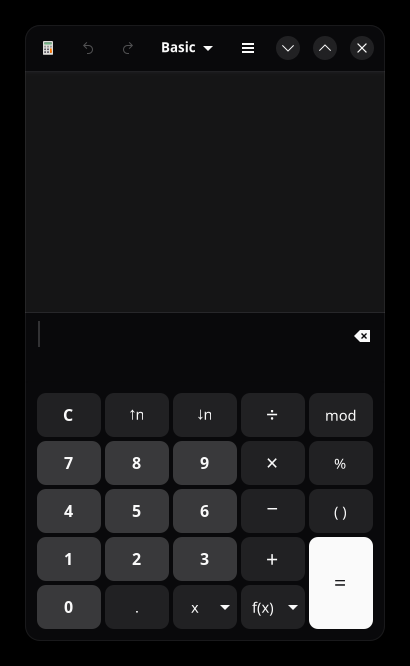 Basic
C ↑n ↓n ÷ mod
7 8 9 × %
4 5 6 − ( )
1 2 3 +
=
0 . x f(x)